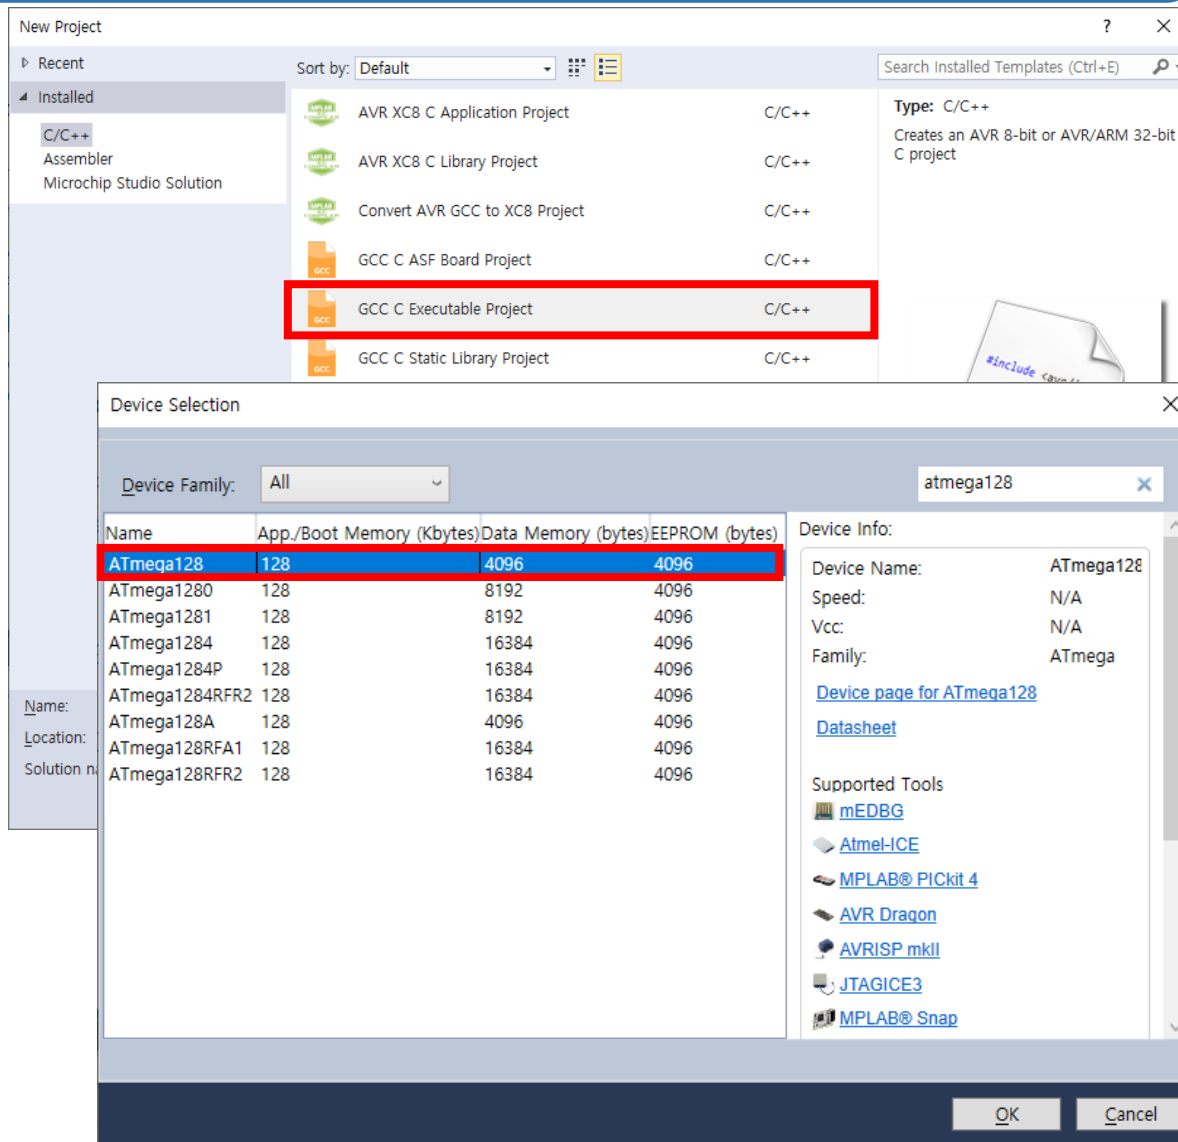 New Project
?
Recent
Sort by: Default
Search Installed Templates (Ctrl+E)
Installed
C/C++
Assembler
Microchip Studio Solution
AVR XC8 C Application Project C/C++
AVR XC8 C Library Project C/C++
Convert AVR GCC to XC8 Project C/C++
GCC C ASF Board Project C/C++
GCC C Executable Project C/C++
GCC C Static Library Project C/C++
Type: C/C++
Creates an AVR 8-bit or AVR/ARM 32-bit
C project
#include
Name:
Location:
Device Selection
Device Family: All
atmega128
Name App./Boot Memory (Kbytes) Data Memory (bytes) EEPROM (bytes)
ATmega128 128 4096 4096
ATmega1280 128 8192 4096
ATmega1281 128 8192 4096
ATmega1284 128 16384 4096
ATmega1284P 128 16384 4096
ATmega1284RFR2 128 16384 4096
ATmega128A 128 4096 4096
ATmega128RFA1 128 16384 4096
ATmega128RFR2 128 16384 4096
Device Info:
Device Name: ATmega128
Speed: N/A
Vcc: N/A
Family: ATmega
Device page for ATmega128
Datasheet
Supported Tools
mEDBG
Atmel-ICE
MPLAB® PICkit 4
AVR Dragon
AVRISP mkII
JTAGICE3
MPLAB® Snap
Solution
OK
Cancel